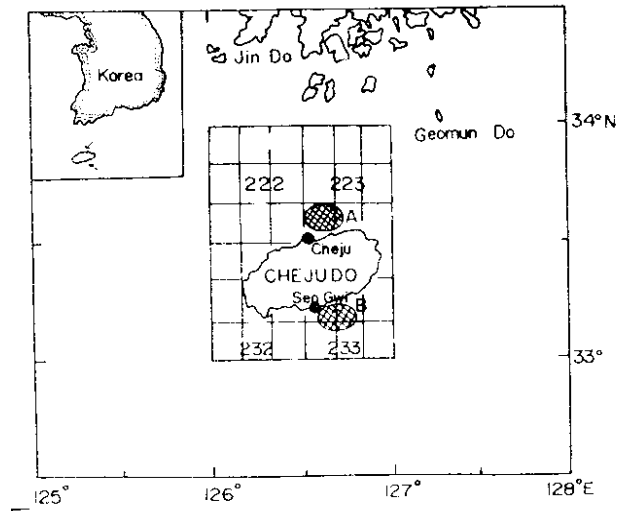 Korea
Jin Do
34°N
Geomun Do
222 223
A
Cheju
CHEJUDO
Seo Gwi
B
232 233
33°
125° 126° 127° 128°E